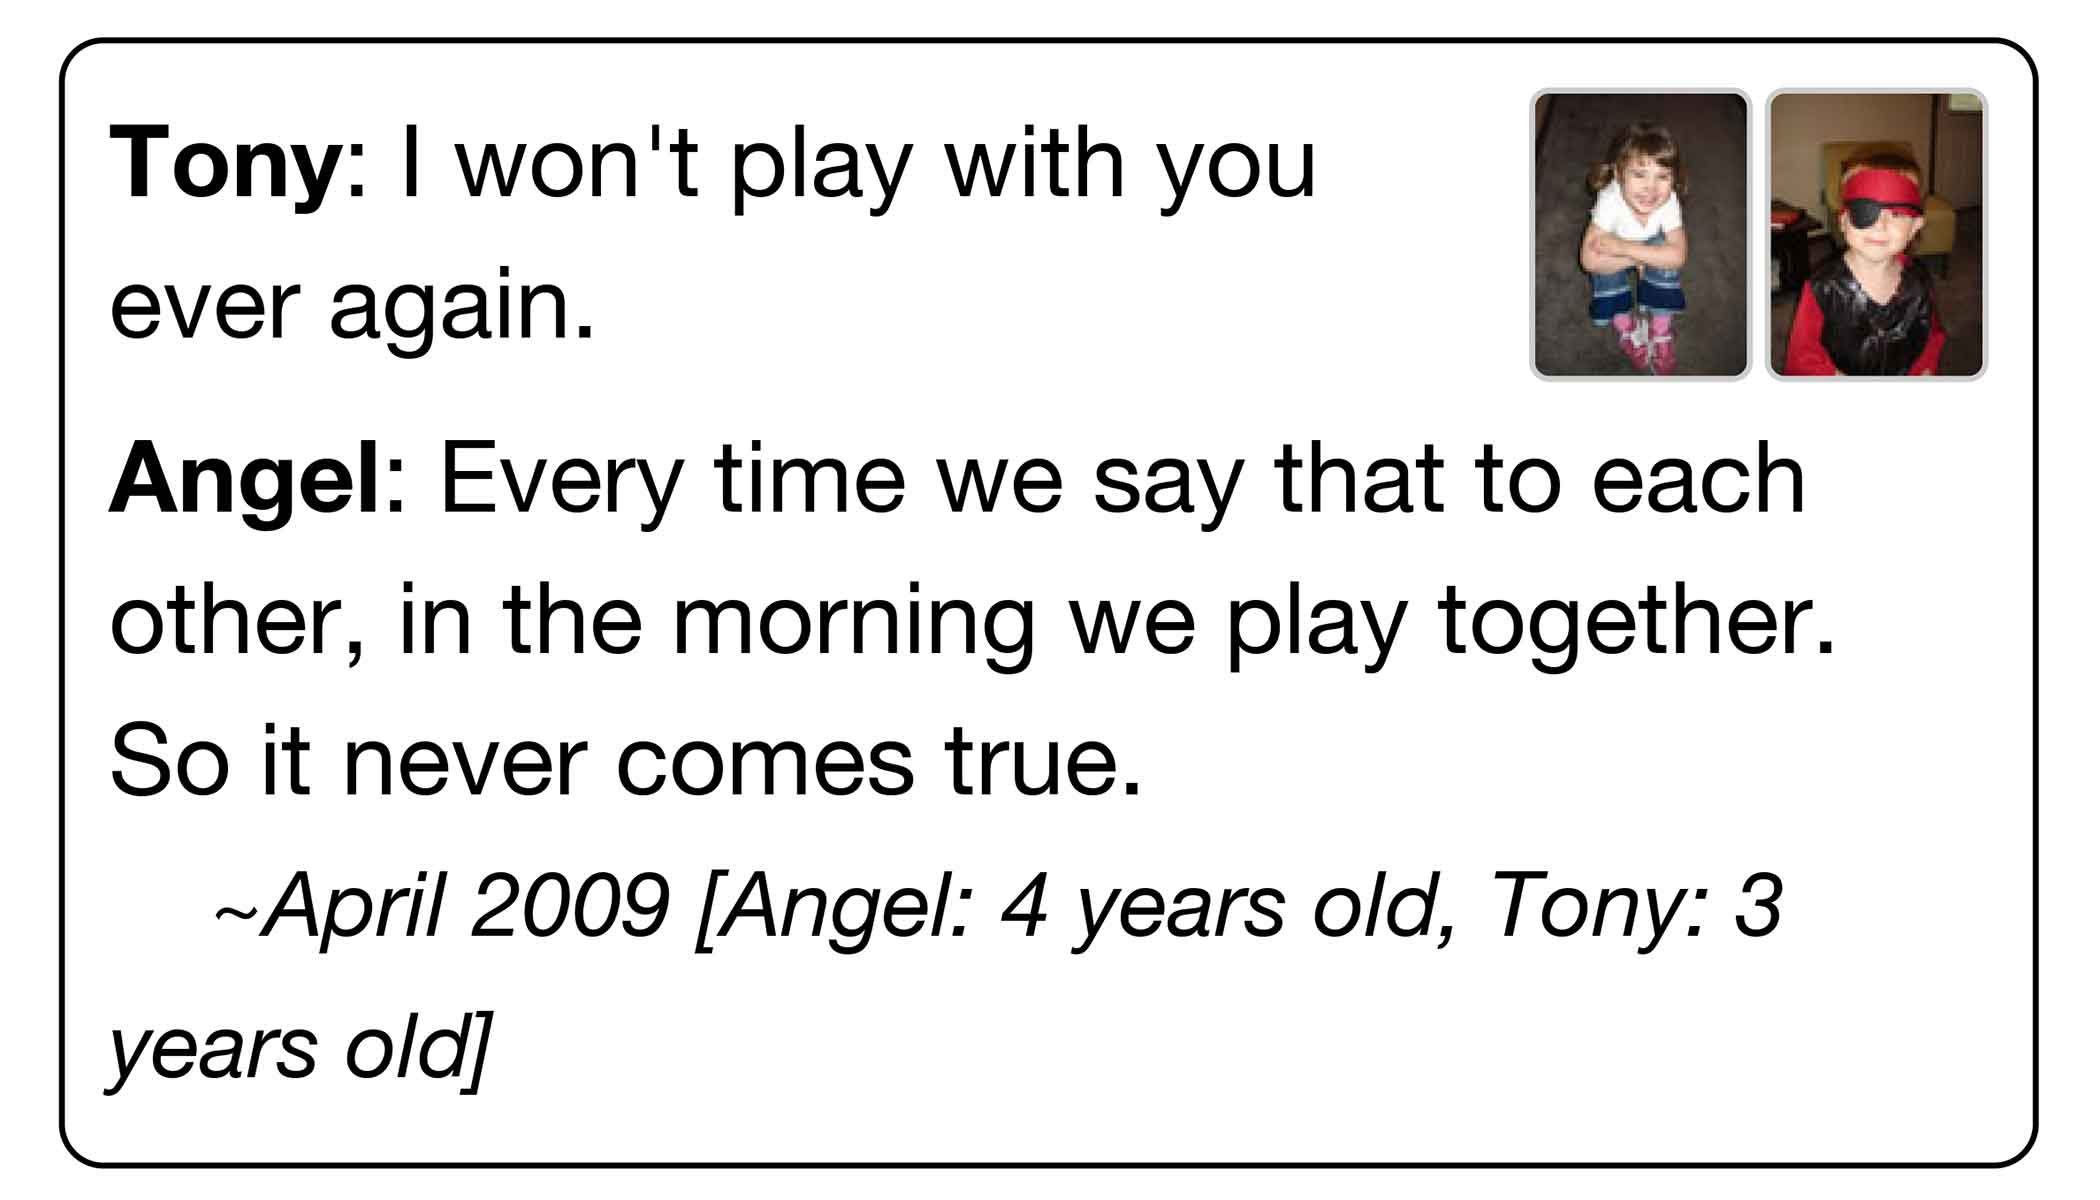 Tony: I won't play with you
ever again.
Angel: Every time we say that to each
other, in the morning we play together.
So it never comes true.
~April 2009 [Angel: 4 years old, Tony: 3
years old]